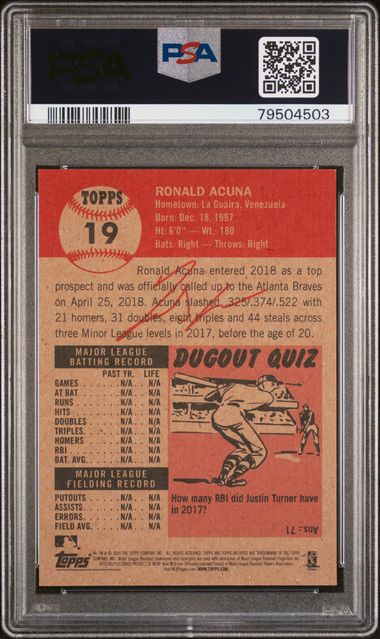 PSA
PSA
79504503
TOPPS
19
RONALD ACUNA
Hometown: La Guaira, Venezuela
Born: Dec. 18, 1997
Ht: 6'0" — Wt: 180
Bats: Right — Throws: Right
Ronald Acuna entered 2018 as a top
prospect and was officially called up to the Atlanta Braves
on April 25, 2018. Acuna slashed .325/.374/.522 with
21 homers, 31 doubles, eight triples and 44 steals across
three Minor League levels in 2017, before the age of 20.
MAJOR LEAGUE
BATTING RECORD
PAST YR. LIFE
GAMES N/A N/A
AT BAT N/A N/A
RUNS N/A N/A
HITS N/A N/A
DOUBLES N/A N/A
TRIPLES N/A N/A
HOMERS N/A N/A
RBI N/A N/A
BAT. AVG. N/A N/A
MAJOR LEAGUE
FIELDING RECORD
PUTOUTS N/A N/A
ASSISTS N/A N/A
ERRORS N/A N/A
FIELD AVG. N/A N/A
DUGOUT QUIZ
How many RBI did Justin Turner have
in 2017?
Ans.: 71
Topps